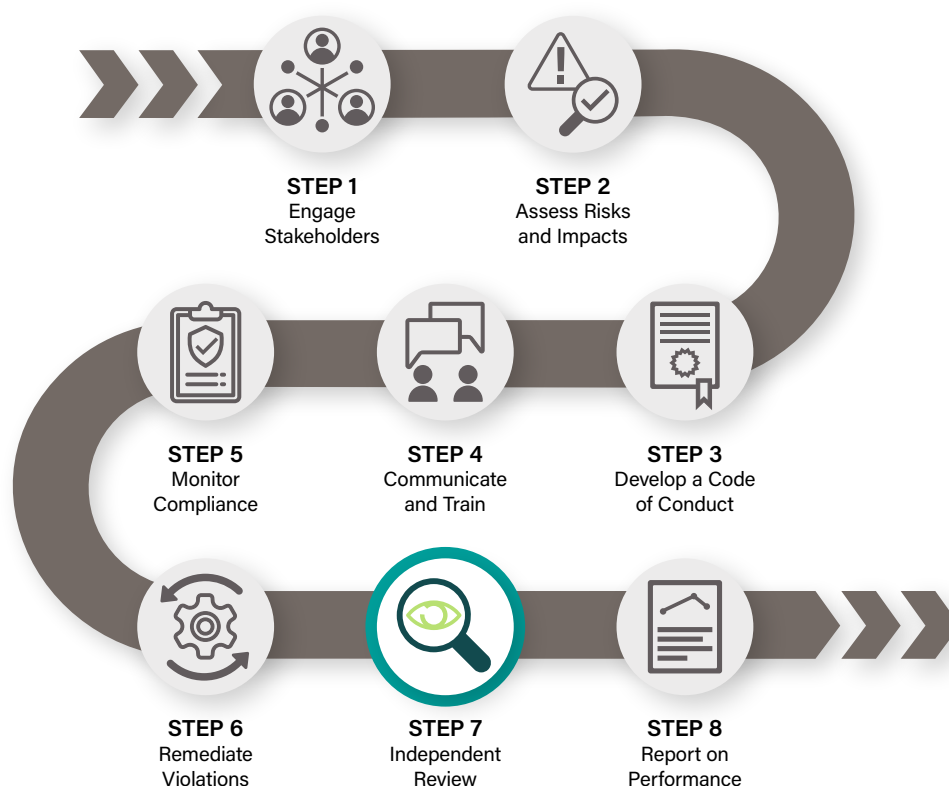 STEP 1
Engage
Stakeholders
STEP 2
Assess Risks
and Impacts
STEP 3
Develop a Code
of Conduct
STEP 4
Communicate
and Train
STEP 5
Monitor
Compliance
STEP 6
Remediate
Violations
STEP 7
Independent
Review
STEP 8
Report on
Performance